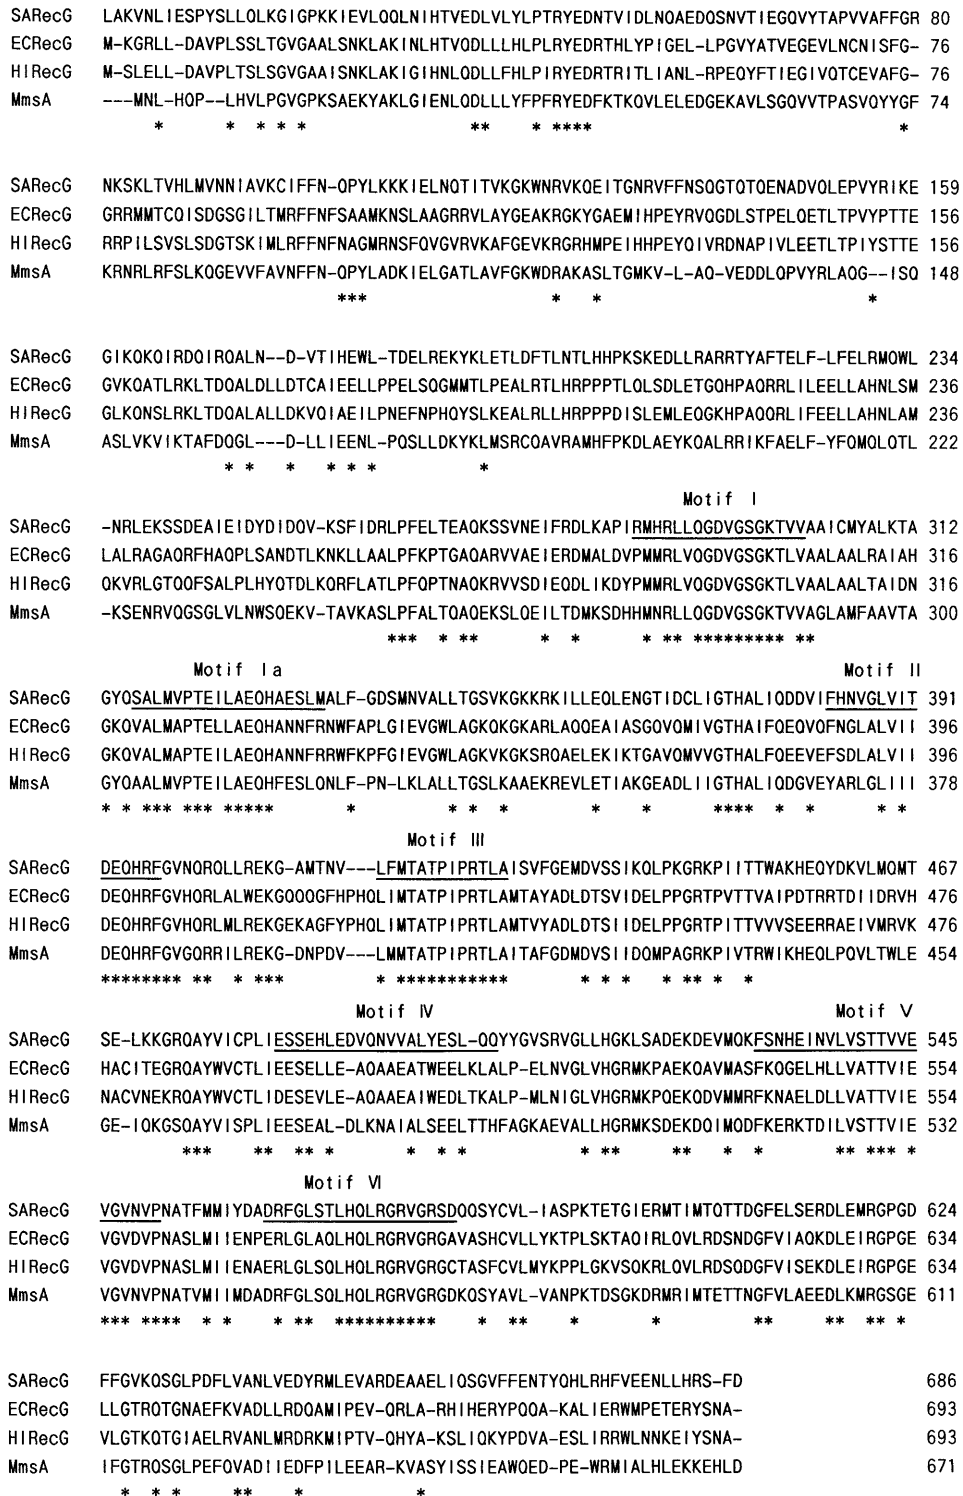 SARecG LAKVNLIESPYSLLQLKGIGPKKIEVLQQLNIHTVEDLVLYLPTRYEDNTVIDLNQAEDQSNVTIEGQVYTAPVVAFFGR 80
ECRecG M-KGRLL-DAVPLSSLTGVGAALSNKLAKINLHTVQDLLLHLPLRYEDRTHLYPIGEL-LPGVYATVEGEVLNCNISFG- 76
HIRecG M-SLELL-DAVPLTSLSGVGAAISNKLAKIGIHNLQDLLFHLPIRYEDRTRITLIANL-RPEQYFTIEGIVQTCEVAFG- 76
MmsA ---MNL-HQP--LHVLPGVGPKSAEKYAKLGIENLQDLLLYFPFRYEDFKTKQVLELEDGEKAVLSGQVVTPASVQYYGF 74
* * * * * ** * **** *
SARecG NKSKLTVHLMVNNIAVKCIFFN-QPYLKKKIELNQTITVKGKWNRVKQEITGNRVFFNSQGTQTQENADVQLEPVYRIKE 159
ECRecG GRRMMTCQISDGSGILTMRFFNFSAAMKNSLAAGRRVLAYGEAKRGKYGAEMIHPEYRVQGDLSTPELQETLTPVYPTTE 156
HIRecG RRPILSVSLSDGTSKIMLRFFNFNAGMRNSFQVGVRVKAFGEVKRGRHMPEIHHPEYQIVRDNAPIVLEETLTPIYSTTE 156
MmsA KRNRLRFSLKQGEVVFAVNFFN-QPYLADKIELGATLAVFGKWDRAKASLTGMKV-L-AQ-VEDDLQPVYRLAQG--ISQ 148
*** * * *
SARecG GIKQKQIRDQIRQALN--D-VTIHEWL-TDELREKYKLETLDFTLNTLHHPKSKEDLLRARRTYAFTELF-LFELRMQWL 234
ECRecG GVKQATLRKLTDQALDLLDTCAIEELLPPELSQGMMTLPEALRTLHRPPPTLQLSDLETGQHPAQRRLILEELLAHNLSM 236
HIRecG GLKQNSLRKLTDQALALLDKVQIAEILPNEFNPHQYSLKEALRLLHRPPPDISLEMLEQGKHPAQQRLIFEELLAHNLAM 236
MmsA ASLVKVIKTAFDQGL---D-LLIEENL-PQSLLDKYKLMSRCQAVRAMHFPKDLAEYKQALRRIKFAELF-YFQMQLQTL 222
* * * * * * *
Motif I
SARecG -NRLEKSSDEAIEIDYDIDQV-KSFIDRLPFELTEAQKSSVNEIFRDLKAPIRMHRLLQGDVGSGKTVVAAICMYALKTA 312
ECRecG LALRAGAQRFHAQPLSANDTLKNKLLAALPFKPTGAQARVVAEIERDMALDVPMMRLVQGDVGSGKTLVAALAALRAIAH 316
HIRecG QKVRLGTQQFSALPLHYQTDLKQRFLATLPFQPTNAQKRVVSDIEQDLIKDYPMMRLVQGDVGSGKTLVAALAALTAIDN 316
MmsA -KSENRVQGSGLVLNWSQEKV-TAVKASLPFALTQAQEKSLQEILTDMKSDHHMNRLLQGDVGSGKTVVAGLAMFAAVTA 300
*** * ** * * * ** ********* **
Motif Ia Motif II
SARecG GYQSALMVPTEILAEQHAESLMALF-GDSMNVALLTGSVKGKKRKILLEQLENGTIDCLIGTHALIQDDVIFHNVGLVIT 391
ECRecG GKQVALMAPTELLAEQHANNFRNWFAPLGIEVGWLAGKQKGKARLAQQEAIASGQVQMIVGTHAIFQEQVQFNGLALVII 396
HIRecG GKQVALMAPTEILAEQHANNFRRWFKPFGIEVGWLAGKVKGKSRQAELEKIKTGAVQMVVGTHALFQEEVEFSDLALVII 396
MmsA GYQAALMVPTEILAEQHFESLQNLF-PN-LKLALLTGSLKAAEKREVLETIAKGEADLIIGTHALIQDGVEYARLGLIII 378
* * *** *** ***** * * * * * * **** * * * *
Motif III
SARecG DEQHRFGVNQRQLLREKG-AMTNV---LFMTATPIPRTLAISVFGEMDVSSIKQLPKGRKPIITTWAKHEQYDKVLMQMT 467
ECRecG DEQHRFGVHQRLALWEKGQQQGFHPHQLIMTATPIPRTLAMTAYADLDTSVIDELPPGRTPVTTVAIPDTRRTDIIDRVH 476
HIRecG DEQHRFGVHQRLMLREKGEKAGFYPHQLIMTATPIPRTLAMTVYADLDTSIIDELPPGRTPITTVVVSEERRAEIVMRVK 476
MmsA DEQHRFGVGQRRILREKG-DNPDV---LMMTATPIPRTLAITAFGDMDVSIIDQMPAGRKPIVTRWIKHEQLPQVLTWLE 454
******** ** * *** * *********** * * * ** * *
Motif IV Motif V
SARecG SE-LKKGRQAYVICPLIESSEHLEDVQNVVALYESL-QQYYGVSRVGLLHGKLSADEKDEVMQKFSNHEINVLVSTTVVE 545
ECRecG HACITEGRQAYWVCTLIEESELLE-AQAAEATWEELKLALPE-LNVGLVHGRMKPAEKQAVMASFKQGELHLLVATTVIE 554
HIRecG NACVNEKRQAYWVCTLIDESEVLE-AQAAEAIWEDLTKALP-MLNIGLVHGRMKPQEKQDVMMRFKNAELDLLVATTVIE 554
MmsA GE-IQKGSQAYVISPLIEESEAL-DLKNAIALSEELTTHFAGKAEVALLHGRMKSDEKDQIMQDFKERKTDILVSTTVIE 532
*** ** ** * * * * * ** ** * * ** *** *
Motif VI
SARecG VGVNVPNATFMMIYDADRFGLSTLHQLRGRVGRSDQQSYCVL-IASPKTETGIERMTIMTQTTDGFELSERDLEMRGPGD 624
ECRecG VGVDVPNASLMIIENPERLGLAQLHQLRGRVGRGAVASHCVLLYKTPLSKTAQIRLQVLRDSNDGFVIAQKDLEIRGPGE 634
HIRecG VGVDVPNASLMIIENAERLGLSQLHQLRGRVGRGCTASFCVLMYKPPLGKVSQKRLQVLRDSQDGFVISEKDLEIRGPGE 634
MmsA VGVNVPNATVMIIMDADRFGLSQLHQLRGRVGRGDKQSYAVL-VANPKTDSGKDRMRIMTETTNGFVLAEEDLKMRGSGE 611
*** **** * * * ** ********** * ** * * ** ** ** *
SARecG FFGVKQSGLPDFLVANLVEDYRMLEVARDEAAELIQSGVFFENTYQHLRHFVEENLLHRS-FD 686
ECRecG LLGTRQTGNAEFKVADLLRDQAMIPEV-QRLA-RHIHERYPQQA-KALIERWMPETERYSNA- 693
HIRecG VLGTKQTGIAELRVANLMRDRKMIPTV-QHYA-KSLIQKYPDVA-ESLIRRWLNNKEIYSNA- 693
MmsA IFGTRQSGLPEFQVADIIEDFPILEEAR-KVASYISSIEAWQED-PE-WRMIALHLEKKEHLD 671
* * * ** * *